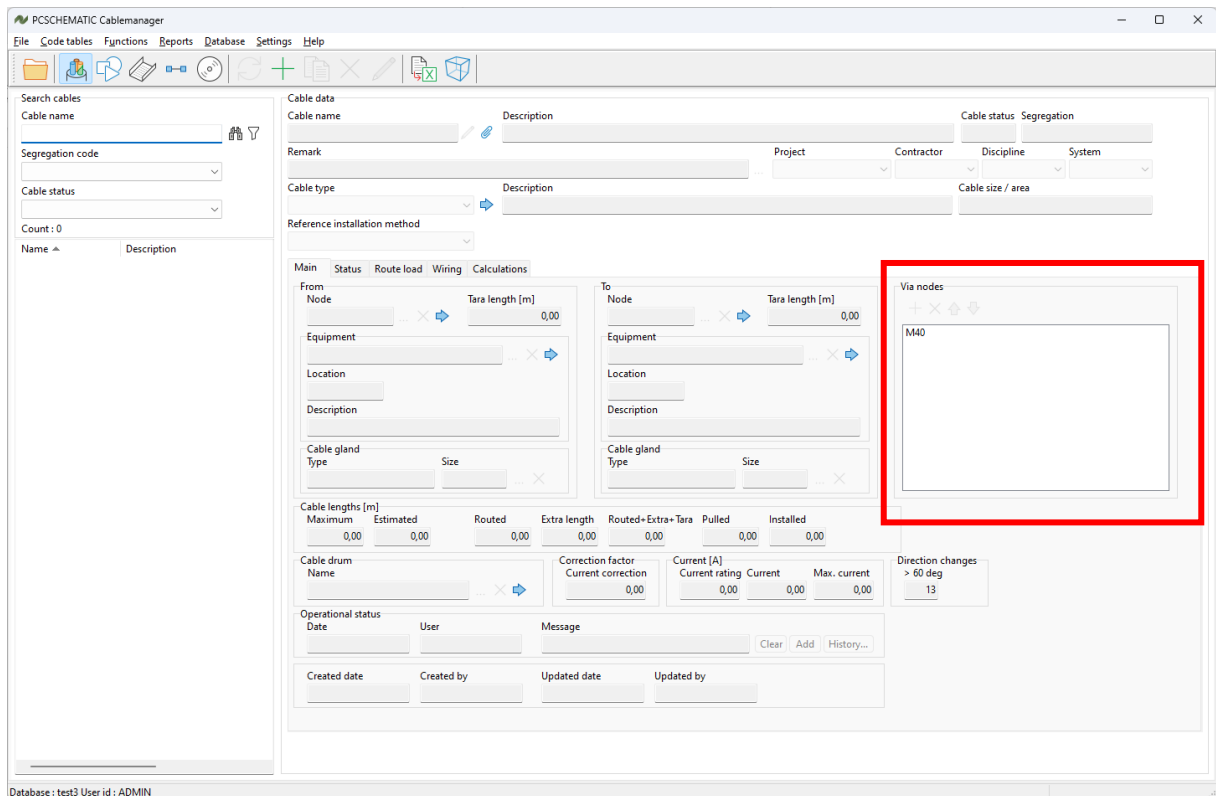 PCSCHEMATIC Cablemanager
File Code tables Functions Reports Database Settings Help
Search cables
Cable name
Segregation code
Cable status
Count : 0
Name Description
Cable data
Cable name Description Cable status Segregation
Remark Project Contractor Discipline System
...
Cable type Description Cable size / area
Reference installation method
Main Status Route load Wiring Calculations
From
Node Tara length [m]
... 0,00
Equipment
...
Location
Description
Cable gland
Type Size
...
To
Node Tara length [m]
... 0,00
Equipment
...
Location
Description
Cable gland
Type Size
...
Via nodes
M40
Cable lengths [m]
Maximum Estimated Routed Extra length Routed+Extra+Tara Pulled Installed
0,00 0,00 0,00 0,00 0,00 0,00 0,00
Cable drum
Name
...
Correction factor
Current correction
0,00
Current [A]
Current rating Current Max. current
0,00 0,00 0,00
Direction changes
> 60 deg
13
Operational status
Date User Message
Clear Add History...
Created date Created by Updated date Updated by
Database : test3 User id : ADMIN